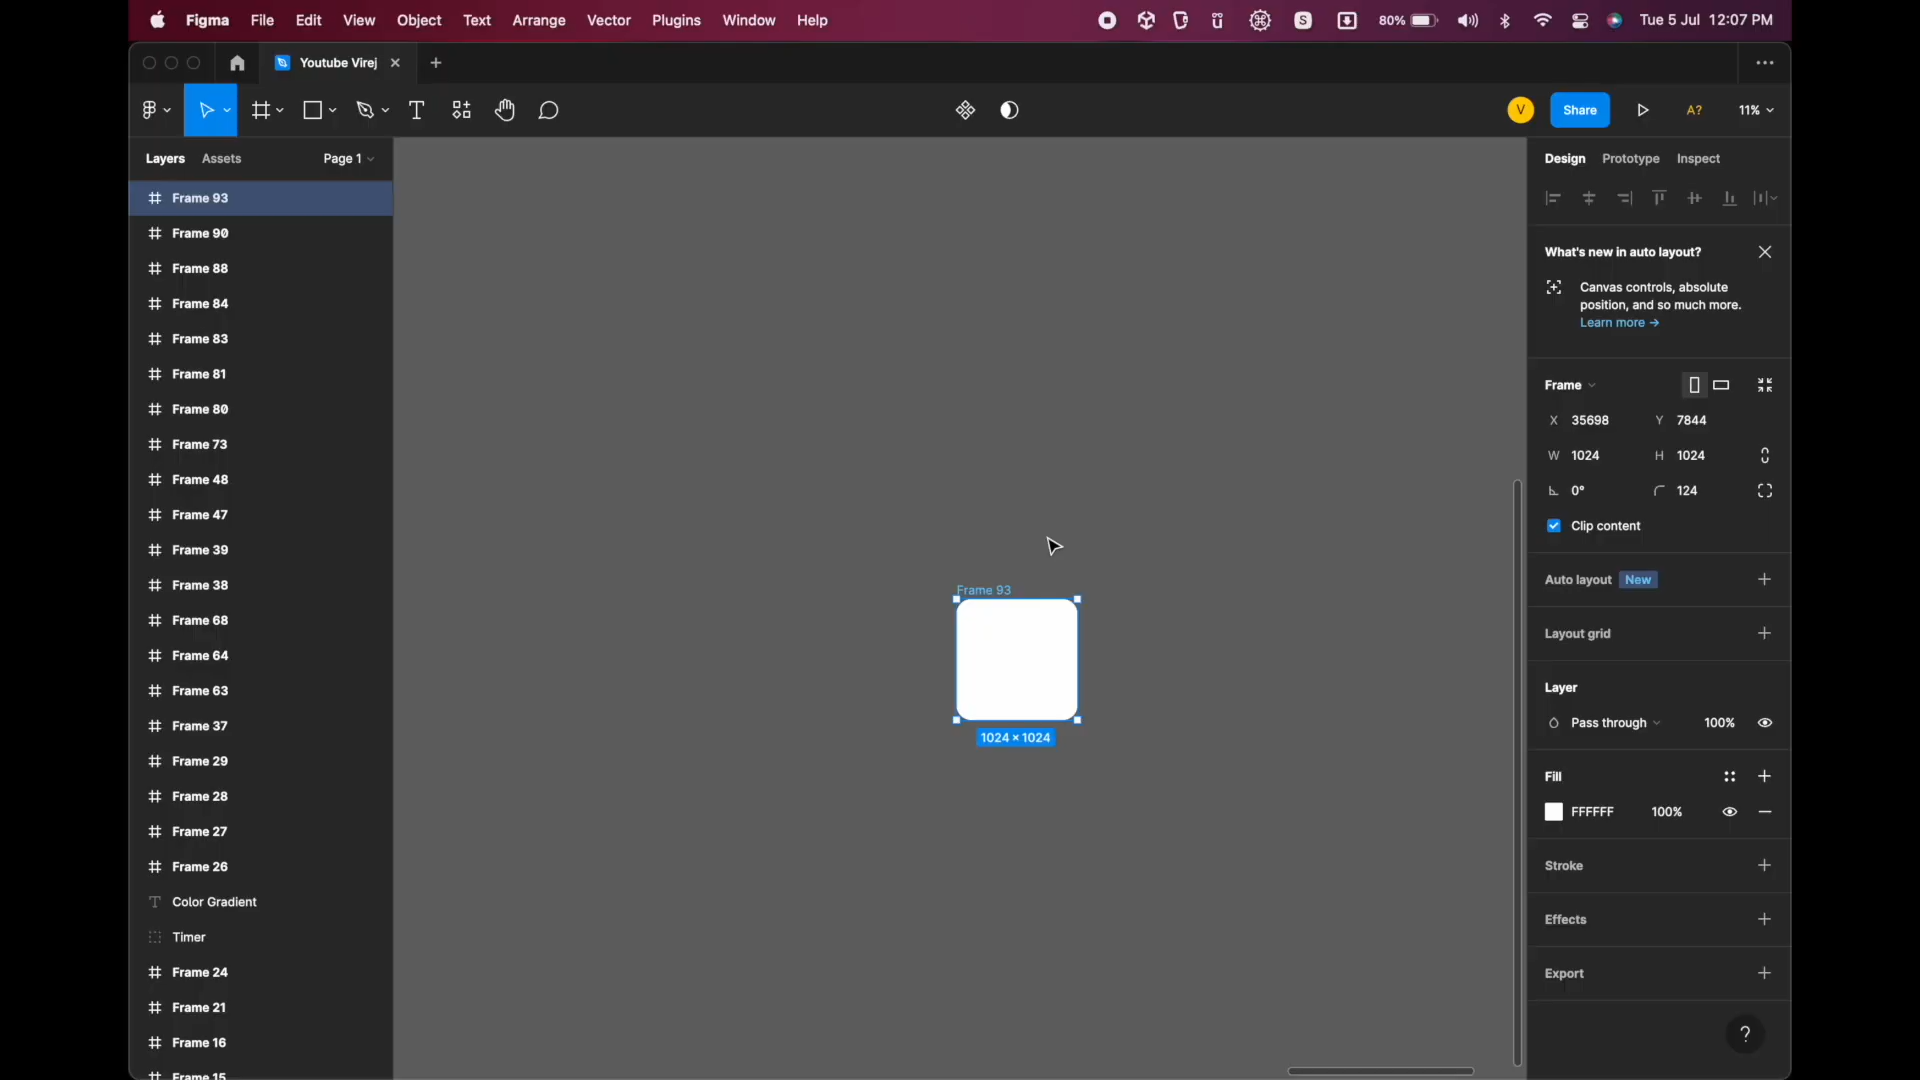 Figma File Edit View Object Text Arrange Vector Plugins Window Help S 80% Tue 5 Jul 12:07 PM
Youtube Virej
V Share A? 11%
Layers Assets Page 1
Design Prototype Inspect
Frame 93
Frame 90
Frame 88
Frame 84
Frame 83
Frame 81
Frame 80
Frame 73
Frame 48
Frame 47
Frame 39
Frame 38
Frame 68
Frame 64
Frame 63
Frame 37
Frame 29
Frame 28
Frame 27
Frame 26
Color Gradient
Timer
Frame 24
Frame 21
Frame 16
Frame 15
Frame 93
1024 × 1024
What's new in auto layout?
Canvas controls, absolute
position, and so much more.
Learn more →
Frame
X 35698 Y 7844
W 1024 H 1024
0° 124
Clip content
Auto layout New
Layout grid
Layer
Pass through 100%
Fill
FFFFFF 100%
Stroke
Effects
Export
?